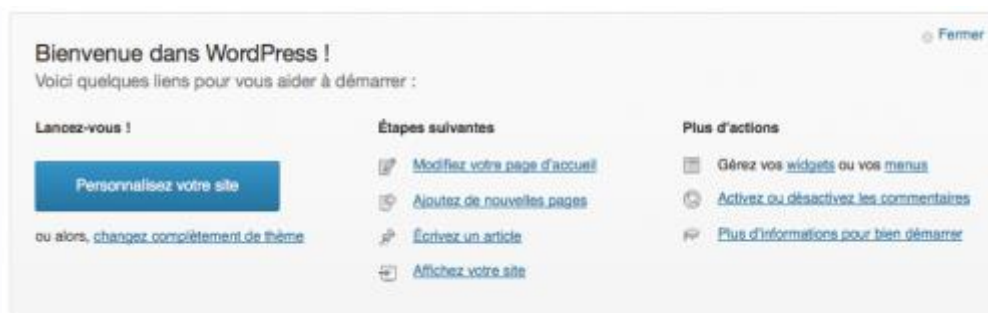 Fermer
Bienvenue dans WordPress !
Voici quelques liens pour vous aider à démarrer :
Lancez-vous !
Personnalisez votre site
ou alors, changez complètement de thème
Étapes suivantes
Modifiez votre page d'accueil
Ajoutez de nouvelles pages
Écrivez un article
Affichez votre site
Plus d'actions
Gérez vos widgets ou vos menus
Activez ou désactivez les commentaires
Plus d'informations pour bien démarrer